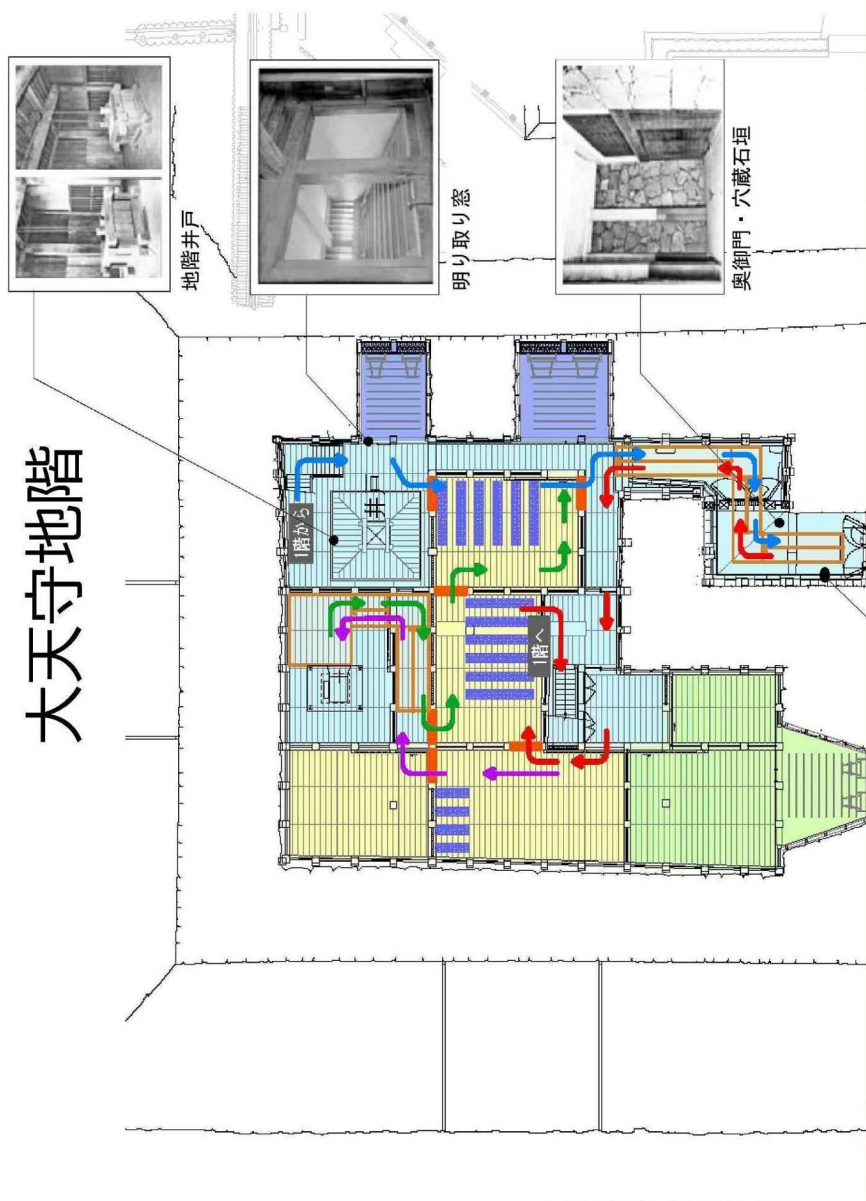 大天守地階
地階井戸
明り取り窓
奥御門・穴蔵石垣
1階から
井戸
1階へ